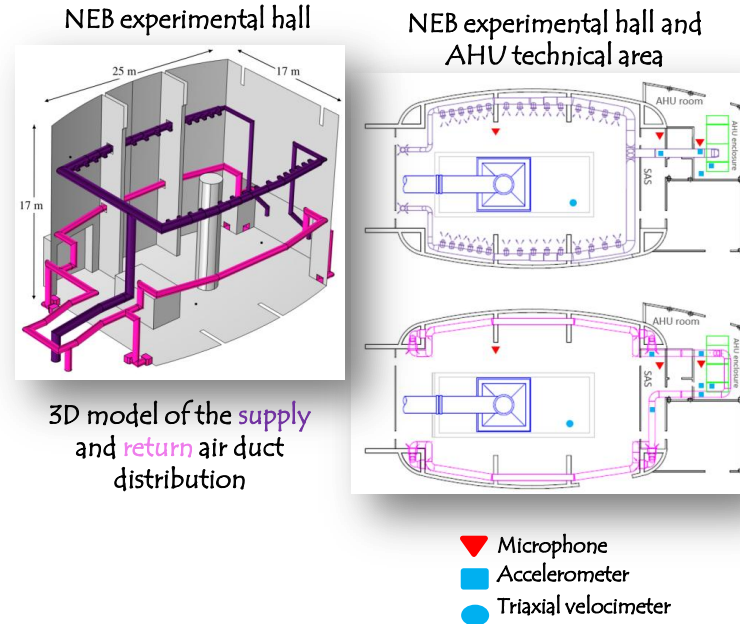 NEB experimental hall
25 m
17 m
17 m
3D model of the supply
and return air duct
distribution
NEB experimental hall and
AHU technical area
AHU room
AHU enclosure
SAS
AHU room
AHU enclosure
SAS
Microphone
Accelerometer
Triaxial velocimeter